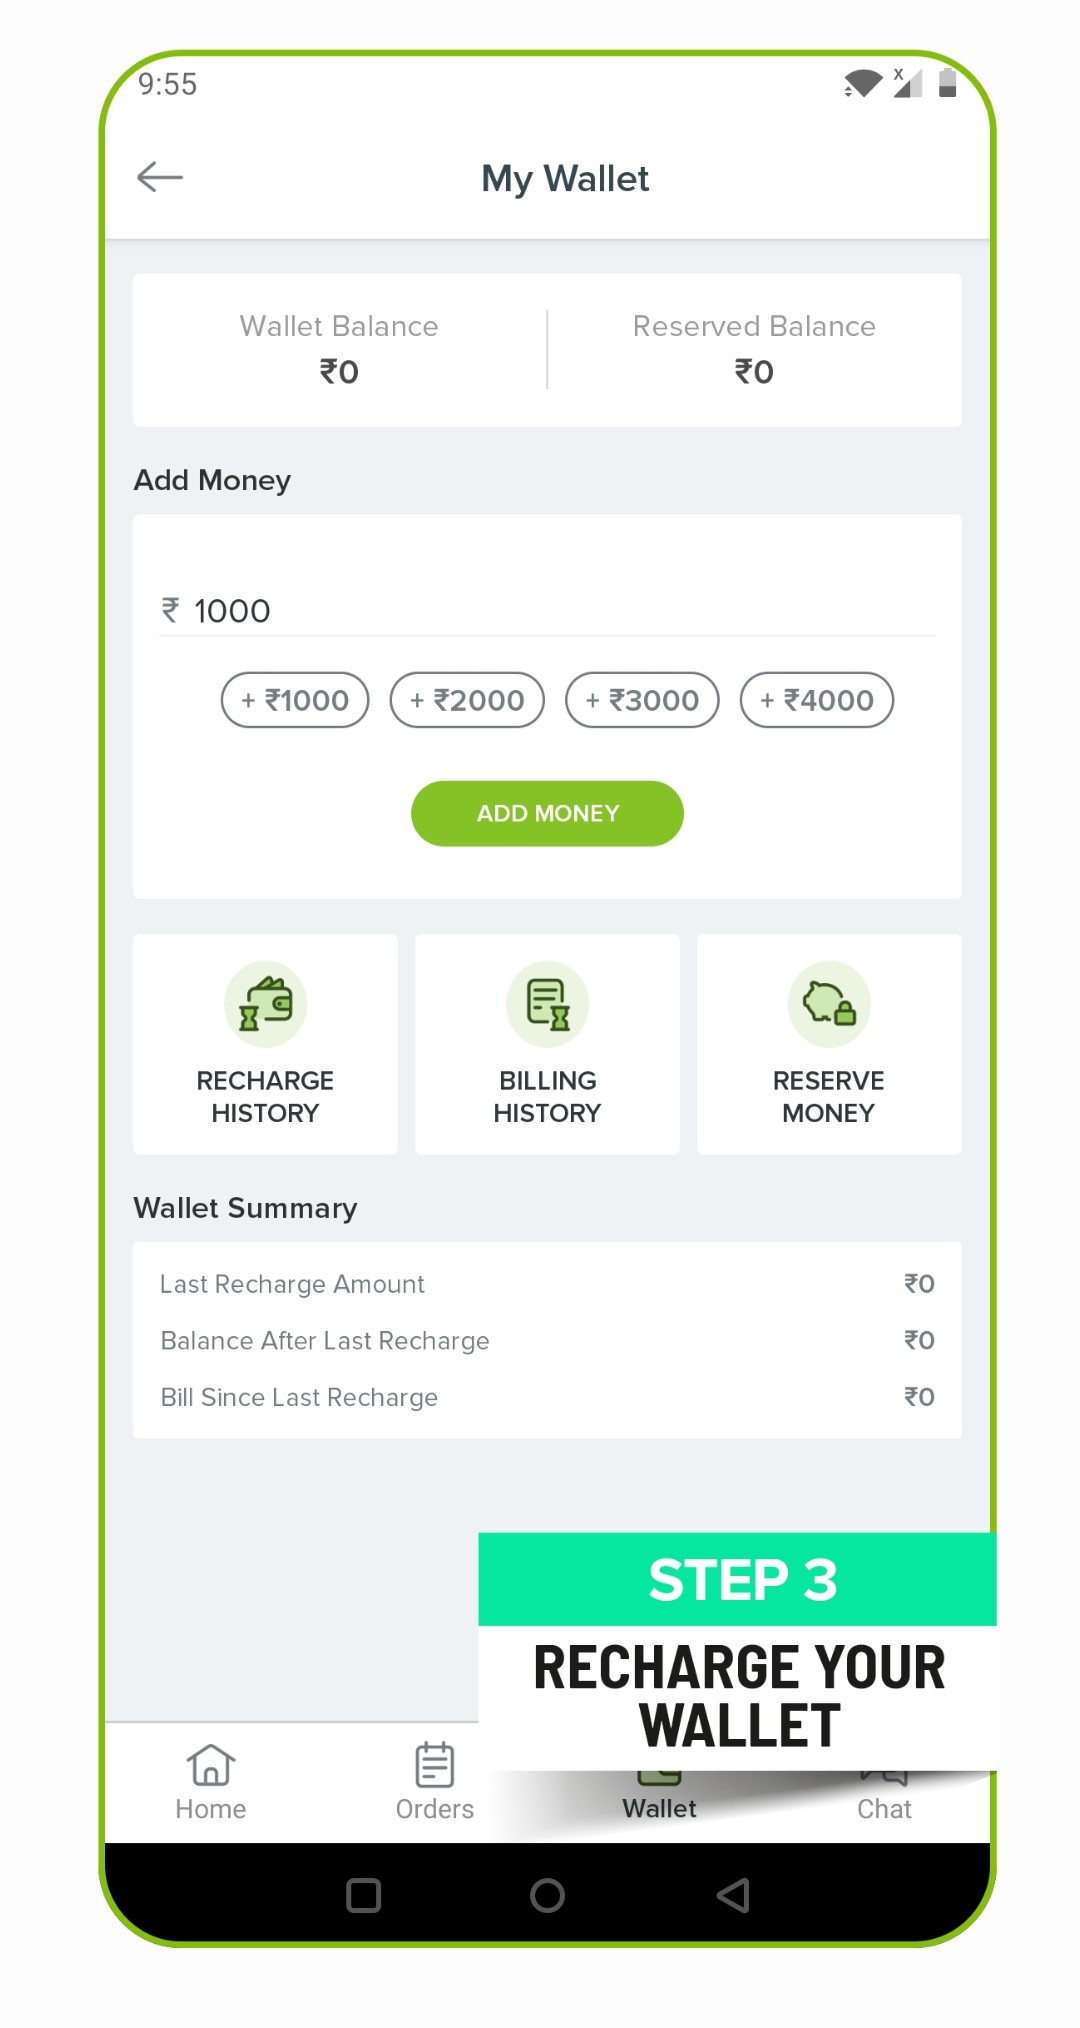 9:55
My Wallet
Wallet Balance
₹0
Reserved Balance
₹0
Add Money
₹ 1000
+ ₹1000
+ ₹2000
+ ₹3000
+ ₹4000
ADD MONEY
RECHARGE
HISTORY
BILLING
HISTORY
RESERVE
MONEY
Wallet Summary
Last Recharge Amount ₹0
Balance After Last Recharge ₹0
Bill Since Last Recharge ₹0
STEP 3
RECHARGE YOUR
WALLET
Home
Orders
Wallet
Chat